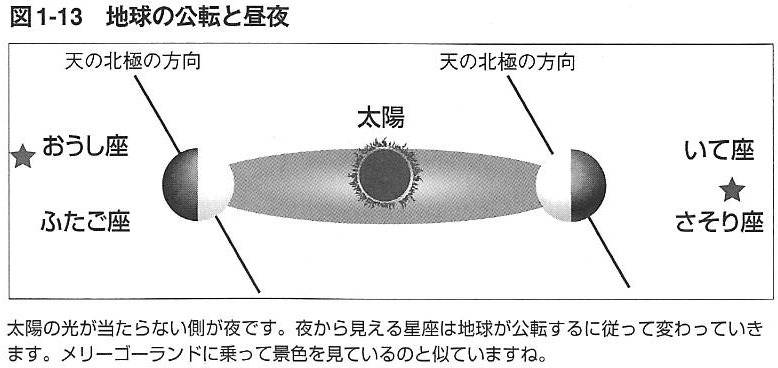 図1-13 地球の公転と昼夜
天の北極の方向
天の北極の方向
太陽
おうし座
いて座
ふたご座
さそり座
太陽の光が当たらない側が夜です。夜から見える星座は地球が公転するに従って変わっていき
ます。メリーゴーランドに乗って景色を見ているのと似ていますね。